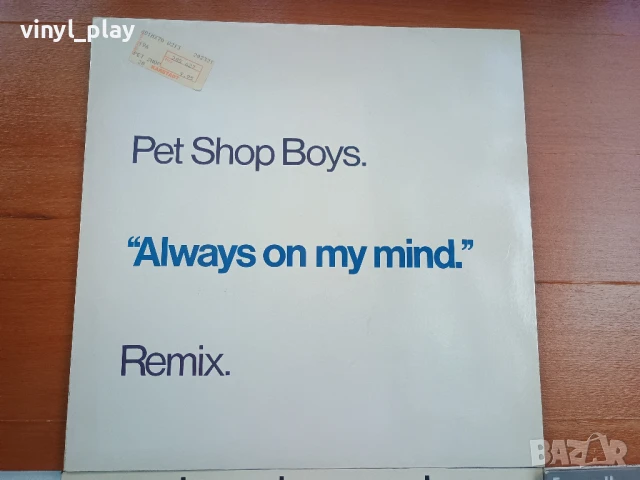 vinyl_play
Pet Shop Boys.
“Always on my mind.”
Remix.
BAZAR